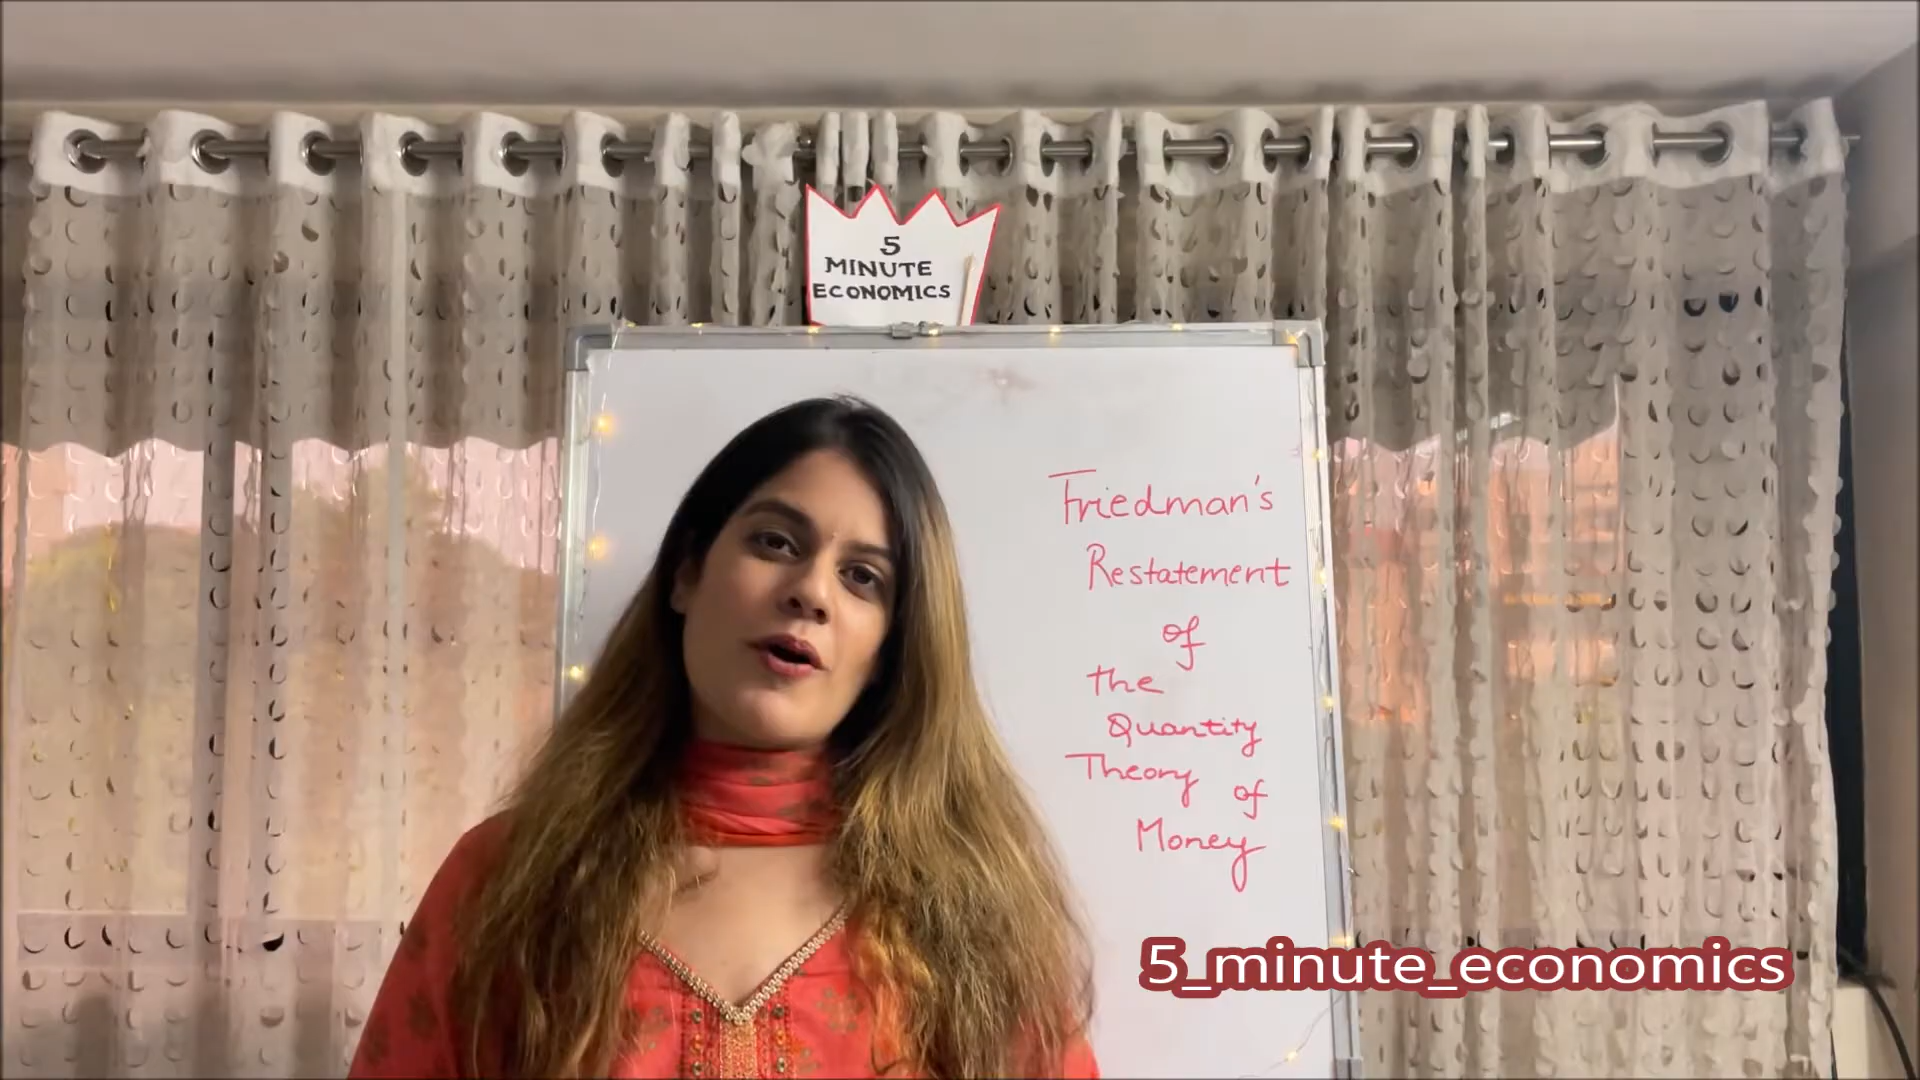 5
MINUTE
ECONOMICS
Friedman's
Restatement
of
the
Quantity
Theory of
Money
5_minute_economics